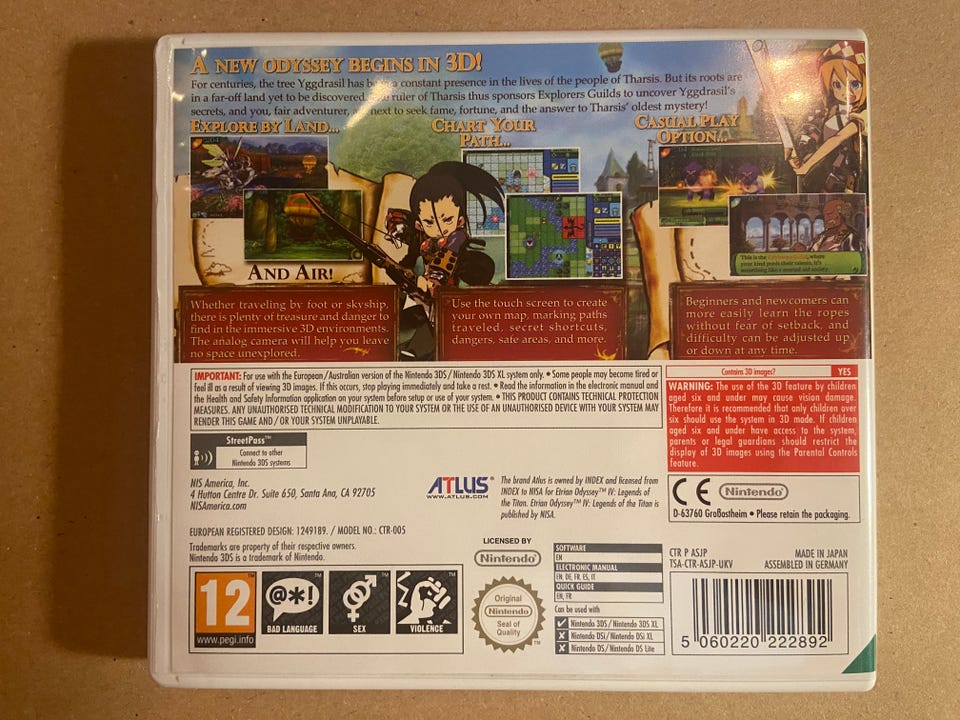 A NEW ODYSSEY BEGINS IN 3D!
For centuries, the tree Yggdrasil has be constant presence in the lives of the people of Tharsis. But its roots are
in a far-off land yet to be discovered. ruler of Tharsis thus sponsors Explorers Guilds to uncover Yggdrasil's
secrets, and you, fair adventurer, next to seek fame, fortune, and the answer to Tharsis' oldest mystery!
EXPLORE BY LAND...
AND AIR!
Whether traveling by foot or skyship,
there is plenty of treasure and danger to
find in the immersive 3D environments.
The analog camera will help you leave
no space unexplored.
CHART YOUR
PATH...
Use the touch screen to create
your own map, marking paths
traveled, secret shortcuts,
dangers, safe areas, and more.
CASUAL PLAY
OPTION...
This is the , where
your kind push their talents. It's
something like a mutual aid society.
Beginners and newcomers can
more easily learn the ropes
without fear of setback, and
difficulty can be adjusted up
or down at any time.
IMPORTANT: For use with the European/Australian version of the Nintendo 3DS/Nintendo 3DS XL system only. • Some people may become tired or
feel ill as a result of viewing 3D images. If this occurs, stop playing immediately and take a rest. • Read the information in the electronic manual and
the Health and Safety Information application on your system before setup or use of your system. • THIS PRODUCT CONTAINS TECHNICAL PROTECTION
MEASURES. ANY UNAUTHORISED TECHNICAL MODIFICATION TO YOUR SYSTEM OR THE USE OF AN UNAUTHORISED DEVICE WITH YOUR SYSTEM MAY
RENDER THIS GAME AND/OR YOUR SYSTEM UNPLAYABLE.
Contains 3D images? YES
WARNING: The use of the 3D feature by children
aged six and under may cause vision damage.
Therefore it is recommended that only children over
six should use the system in 3D mode. If children
aged six and under have access to the system,
parents or legal guardians should restrict the
display of 3D images using the Parental Controls
feature.
StreetPass™
Connect to other
Nintendo 3DS systems
NIS America, Inc.
4 Hutton Centre Dr. Suite 650, Santa Ana, CA 92705
NISAmerica.com
ATLUS®
WWW.ATLUS.COM
The brand Atlus is owned by INDEX and licensed from
INDEX to NISA for Etrian Odyssey™ IV: Legends of
the Titan. Etrian Odyssey™ IV: Legends of the Titan is
published by NISA.
CE Nintendo®
D-63760 Großostheim • Please retain the packaging.
EUROPEAN REGISTERED DESIGN: 1249189. / MODEL NO.: CTR-005
Trademarks are property of their respective owners.
Nintendo 3DS is a trademark of Nintendo.
LICENSED BY
Nintendo®
Original
Nintendo®
Seal of
Quality
SOFTWARE
EN
ELECTRONIC MANUAL
EN, DE, FR, ES, IT
QUICK GUIDE
EN, FR
Can be used with
Nintendo 3DS/Nintendo 3DS XL
Nintendo DSi/Nintendo DSi XL
Nintendo DS/Nintendo DS Lite
CTR P ASJP MADE IN JAPAN
TSA-CTR-ASJP-UKV ASSEMBLED IN GERMANY
5 060220 222892
12
www.pegi.info
@*!
BAD LANGUAGE
SEX
VIOLENCE